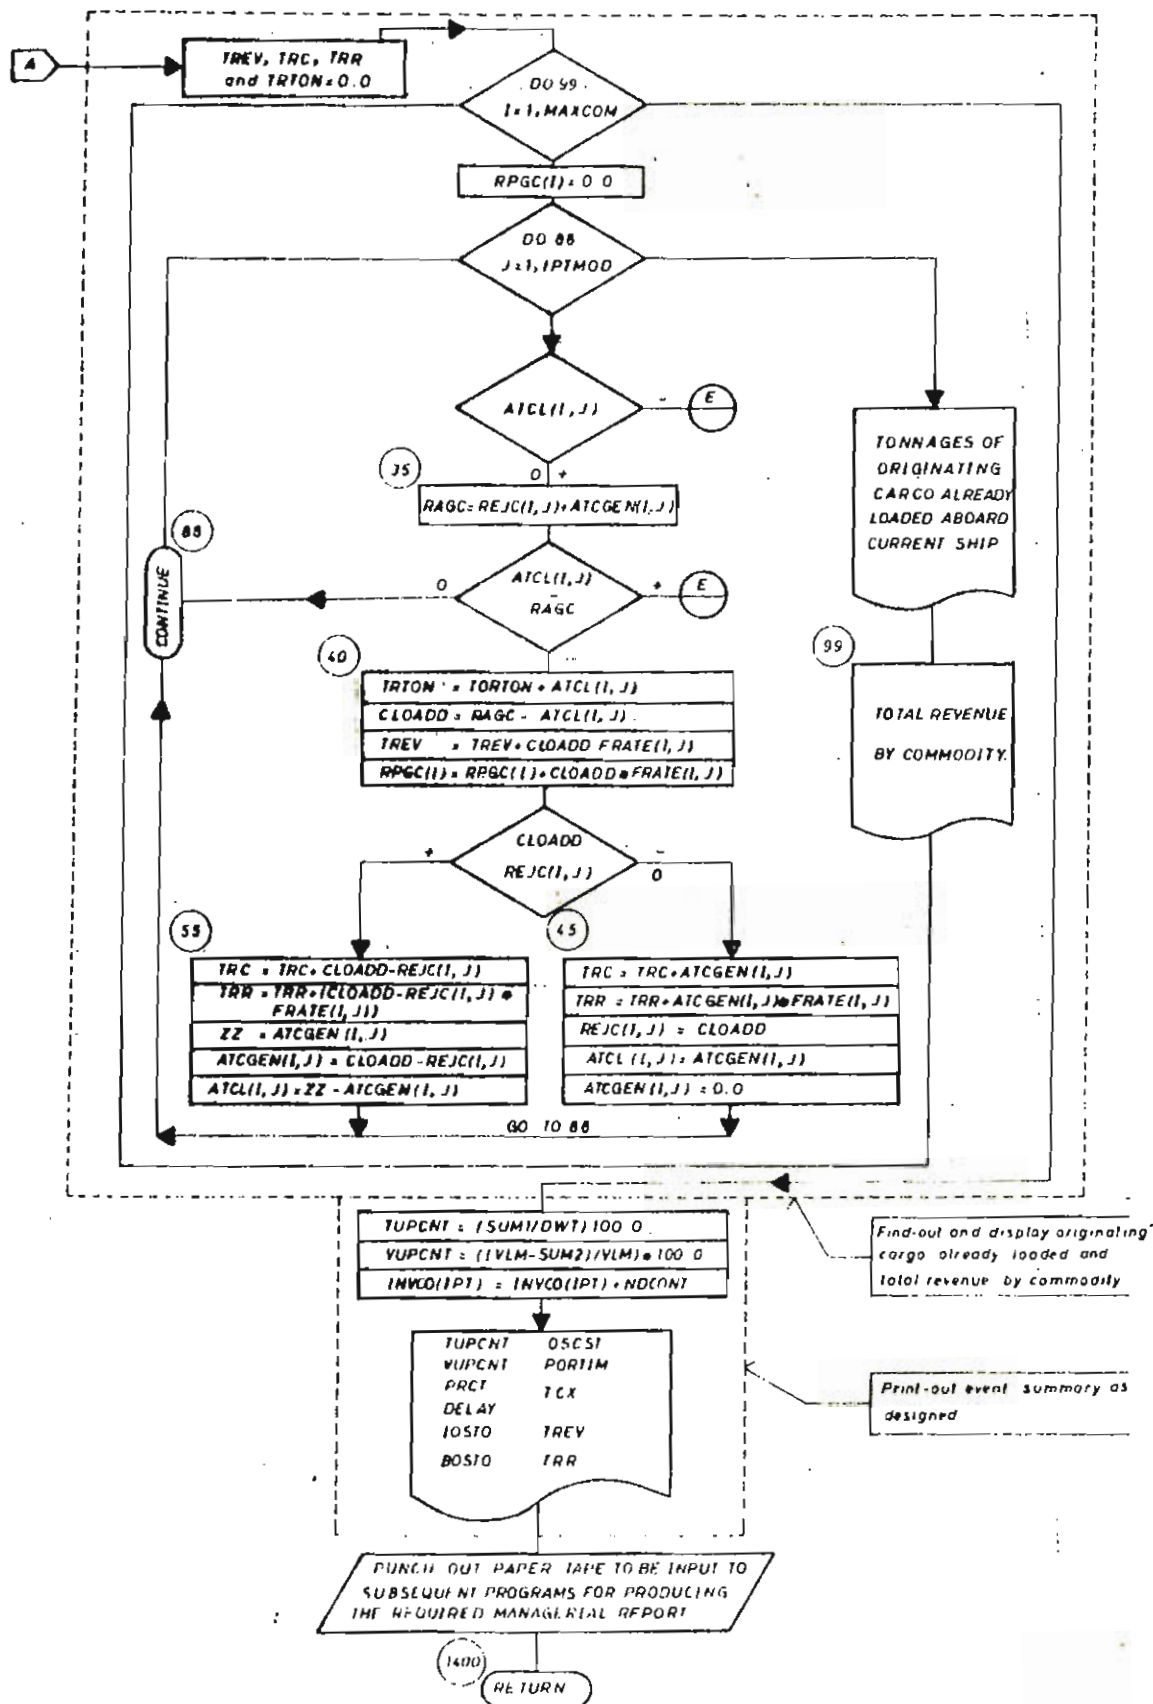 A
TREV, TRC, TRR
and TRTON=0.0
DO 99
I=1,MAXCOM
RPGC(I)=0 0
DO 88
J=1,IPTMOD
ATCL(I,J)
-
E
0 +
35
RAGC=REJC(I,J)+ATCGEN(I,J)
88
CONTINUE
0
ATCL(I,J)
-
RAGC
+
E
TONNAGES OF
ORIGINATING
CARGO ALREADY
LOADED ABOARD
CURRENT SHIP
99
TOTAL REVENUE
BY COMMODITY.
40
TRTON = TORTON+ATCL(I,J)
CLOADD = RAGC - ATCL(I,J)
TREV = TREV+CLOADD FRATE(I,J)
RPGC(I)=RPGC(I)+CLOADD*FRATE(I,J)
+
CLOADD
REJC(I,J)
-
0
55
45
TRC = TRC+CLOADD-REJC(I,J)
TRR = TRR+(CLOADD-REJC(I,J)*
FRATE(I,J))
ZZ = ATCGEN(I,J)
ATCGEN(I,J)=CLOADD-REJC(I,J)
ATCL(I,J)=ZZ-ATCGEN(I,J)
TRC = TRC+ATCGEN(I,J)
TRR = TRR+ATCGEN(I,J)*FRATE(I,J)
REJC(I,J) = CLOADD
ATCL(I,J)=ATCGEN(I,J)
ATCGEN(I,J)=0.0
GO TO 88
TUPCNT = (SUM1/DWT)100 0
VUPCNT = ((VLM-SUM2)/VLM)*100 0
INVCO(IPT) = INVCO(IPT)+NDCONT
Find-out and display originating
cargo already loaded and
total revenue by commodity
TUPCNT OSCST
VUPCNT PORTIM
PRCT TCX
DELAY
IOSTO TREV
BOSTO TRR
Print-out event summary as
designed
PUNCH OUT PAPER TAPE TO BE INPUT TO
SUBSEQUENT PROGRAMS FOR PRODUCING
THE REQUIRED MANAGERIAL REPORT
1400
RETURN